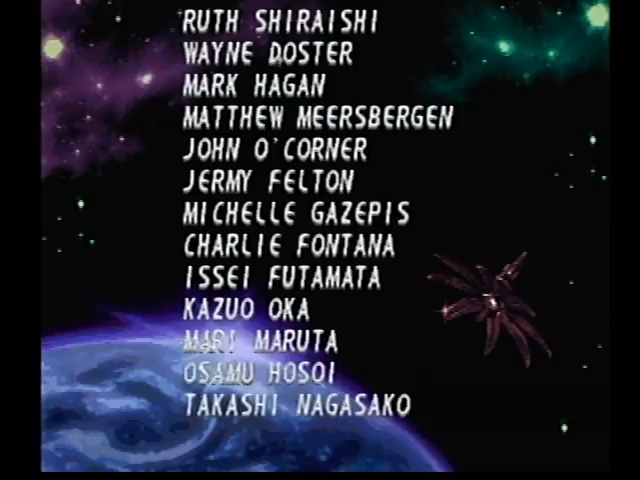 RUTH SHIRAISHI
WAYNE DOSTER
MARK HAGAN
MATTHEW MEERSBERGEN
JOHN O'CORNER
JERMY FELTON
MICHELLE GAZEPIS
CHARLIE FONTANA
ISSEI FUTAMATA
KAZUO OKA
MARI MARUTA
OSAMU HOSOI
TAKASHI NAGASAKO